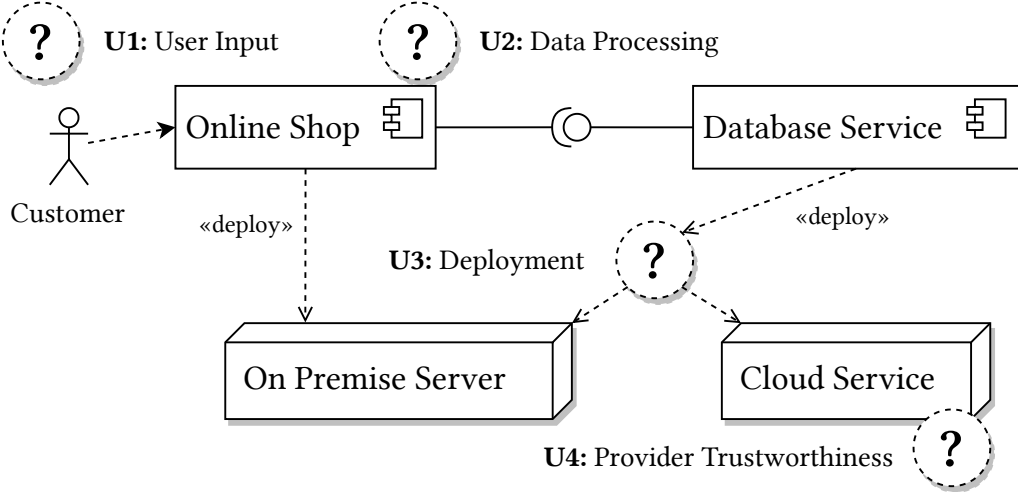 ? U1: User Input ? U2: Data Processing
Online Shop Database Service
Customer
«deploy» «deploy»
U3: Deployment ?
On Premise Server Cloud Service
U4: Provider Trustworthiness ?